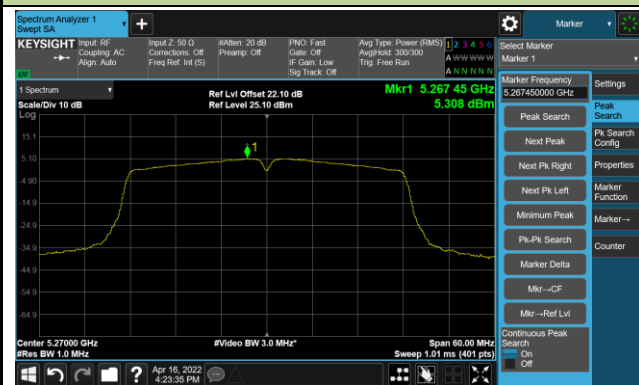 Spectrum Analyzer 1
Swept SA
Marker
KEYSIGHT
Input: RF
Coupling: AC
Align: Auto
Input Z: 50 Ω
Corrections: Off
Freq Ref: Int (S)
#Atten: 20 dB
Preamp: Off
PNO: Fast
Gate: Off
IF Gain: Low
Sig Track: Off
Avg Type: Power (RMS)
Avg|Hold: 300/300
Trig: Free Run
1 2 3 4 5 6
A W W W W W
A N N N N N
Select Marker
Marker 1
1 Spectrum
Scale/Div 10 dB
Log
Ref Lvl Offset 22.10 dB
Ref Level 25.10 dBm
Mkr1 5.267 45 GHz
5.308 dBm
15.1
5.10
-4.90
-14.9
-24.9
-34.9
-44.9
-54.9
-64.9
1
Center 5.27000 GHz
#Res BW 1.0 MHz
#Video BW 3.0 MHz*
Span 60.00 MHz
Sweep 1.01 ms (401 pts)
Marker Frequency
5.267450000 GHz
Peak Search
Next Peak
Next Pk Right
Next Pk Left
Minimum Peak
Pk-Pk Search
Marker Delta
Mkr→CF
Mkr→Ref Lvl
Continuous Peak
Search
On
Off
Settings
Peak
Search
Pk Search
Config
Properties
Marker
Function
Marker→
Counter
Apr 16, 2022
4:23:35 PM